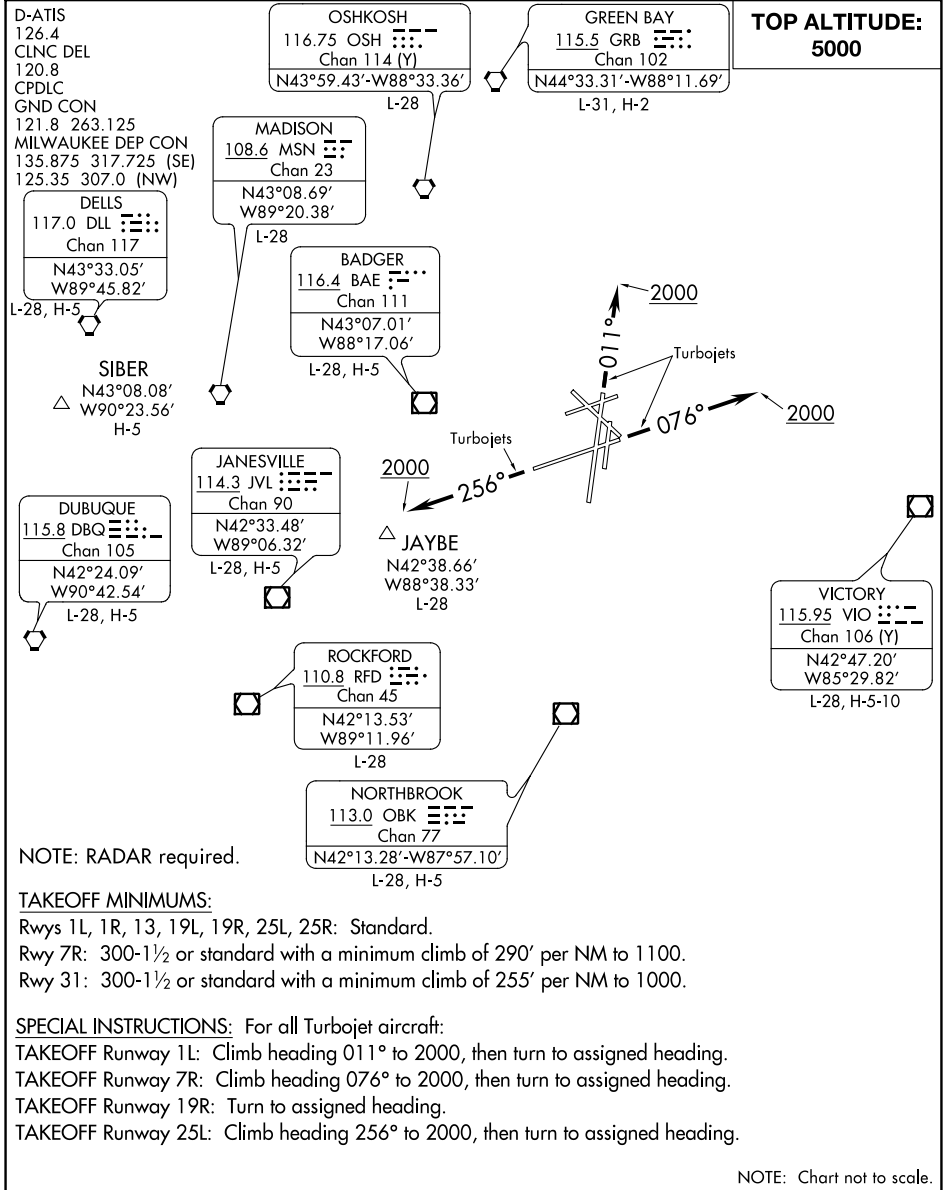 D-ATIS
126.4
CLNC DEL
120.8
CPDLC
GND CON
121.8 263.125
MILWAUKEE DEP CON
135.875 317.725 (SE)
125.35 307.0 (NW)
OSHKOSH
116.75 OSH
Chan 114 (Y)
N43°59.43'-W88°33.36'
L-28
GREEN BAY
115.5 GRB
Chan 102
N44°33.31'-W88°11.69'
L-31, H-2
TOP ALTITUDE:
5000
MADISON
108.6 MSN
Chan 23
N43°08.69'
W89°20.38'
L-28
DELLS
117.0 DLL
Chan 117
N43°33.05'
W89°45.82'
L-28, H-5
BADGER
116.4 BAE
Chan 111
N43°07.01'
W88°17.06'
L-28, H-5
SIBER
N43°08.08'
W90°23.56'
H-5
2000
011°
Turbojets
076°
2000
Turbojets
256°
2000
JANESVILLE
114.3 JVL
Chan 90
N42°33.48'
W89°06.32'
L-28, H-5
DUBUQUE
115.8 DBQ
Chan 105
N42°24.09'
W90°42.54'
L-28, H-5
JAYBE
N42°38.66'
W88°38.33'
L-28
VICTORY
115.95 VIO
Chan 106 (Y)
N42°47.20'
W85°29.82'
L-28, H-5-10
ROCKFORD
110.8 RFD
Chan 45
N42°13.53'
W89°11.96'
L-28
NORTHBROOK
113.0 OBK
Chan 77
N42°13.28'-W87°57.10'
L-28, H-5
NOTE: RADAR required.
TAKEOFF MINIMUMS:
Rwys 1L, 1R, 13, 19L, 19R, 25L, 25R: Standard.
Rwy 7R: 300-1½ or standard with a minimum climb of 290' per NM to 1100.
Rwy 31: 300-1½ or standard with a minimum climb of 255' per NM to 1000.
SPECIAL INSTRUCTIONS: For all Turbojet aircraft:
TAKEOFF Runway 1L: Climb heading 011° to 2000, then turn to assigned heading.
TAKEOFF Runway 7R: Climb heading 076° to 2000, then turn to assigned heading.
TAKEOFF Runway 19R: Turn to assigned heading.
TAKEOFF Runway 25L: Climb heading 256° to 2000, then turn to assigned heading.
NOTE: Chart not to scale.